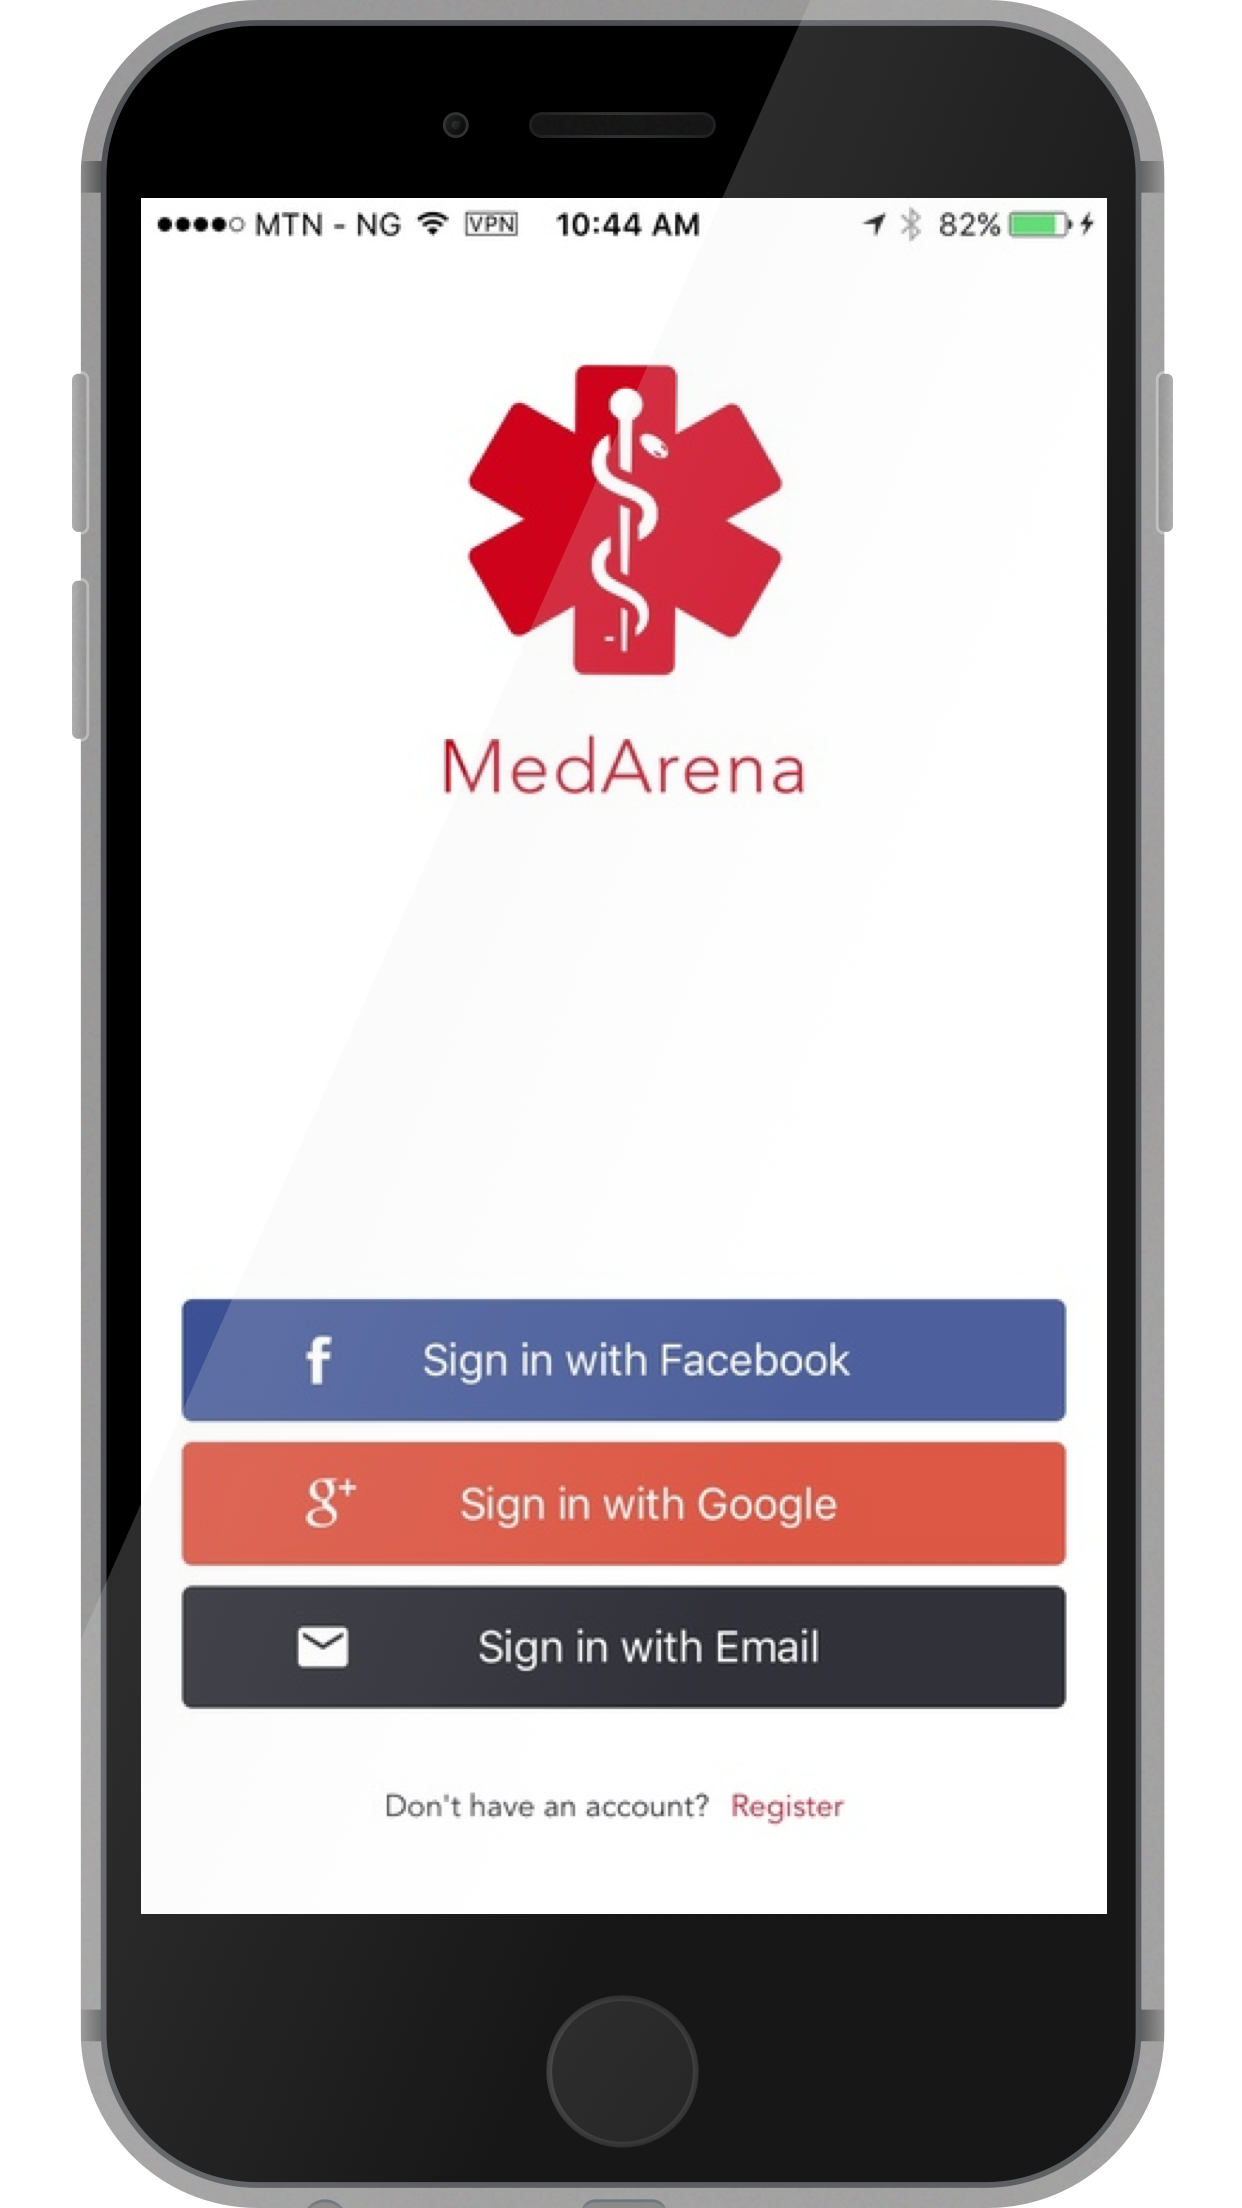 MTN - NG VPN 10:44 AM 82%
MedArena
f Sign in with Facebook
g+ Sign in with Google
Sign in with Email
Don't have an account? Register